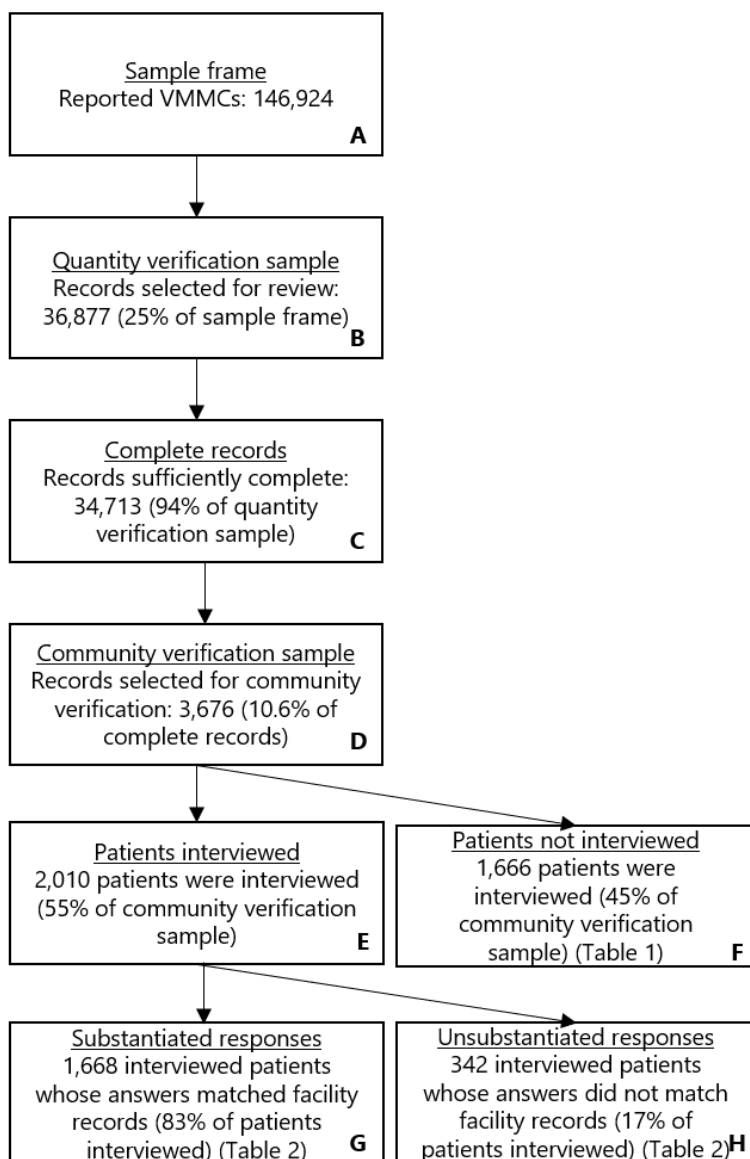 Sample frame
Reported VMMCs: 146,924
A
Quantity verification sample
Records selected for review:
36,877 (25% of sample frame)
B
Complete records
Records sufficiently complete:
34,713 (94% of quantity
verification sample)
C
Community verification sample
Records selected for community
verification: 3,676 (10.6% of
complete records)
D
Patients interviewed
2,010 patients were interviewed
(55% of community verification
sample)
E
Patients not interviewed
1,666 patients were
interviewed (45% of
community verification
sample) (Table 1)
F
Substantiated responses
1,668 interviewed patients
whose answers matched facility
records (83% of patients
interviewed) (Table 2)
G
Unsubstantiated responses
342 interviewed patients
whose answers did not match
facility records (17% of
patients interviewed) (Table 2)
H